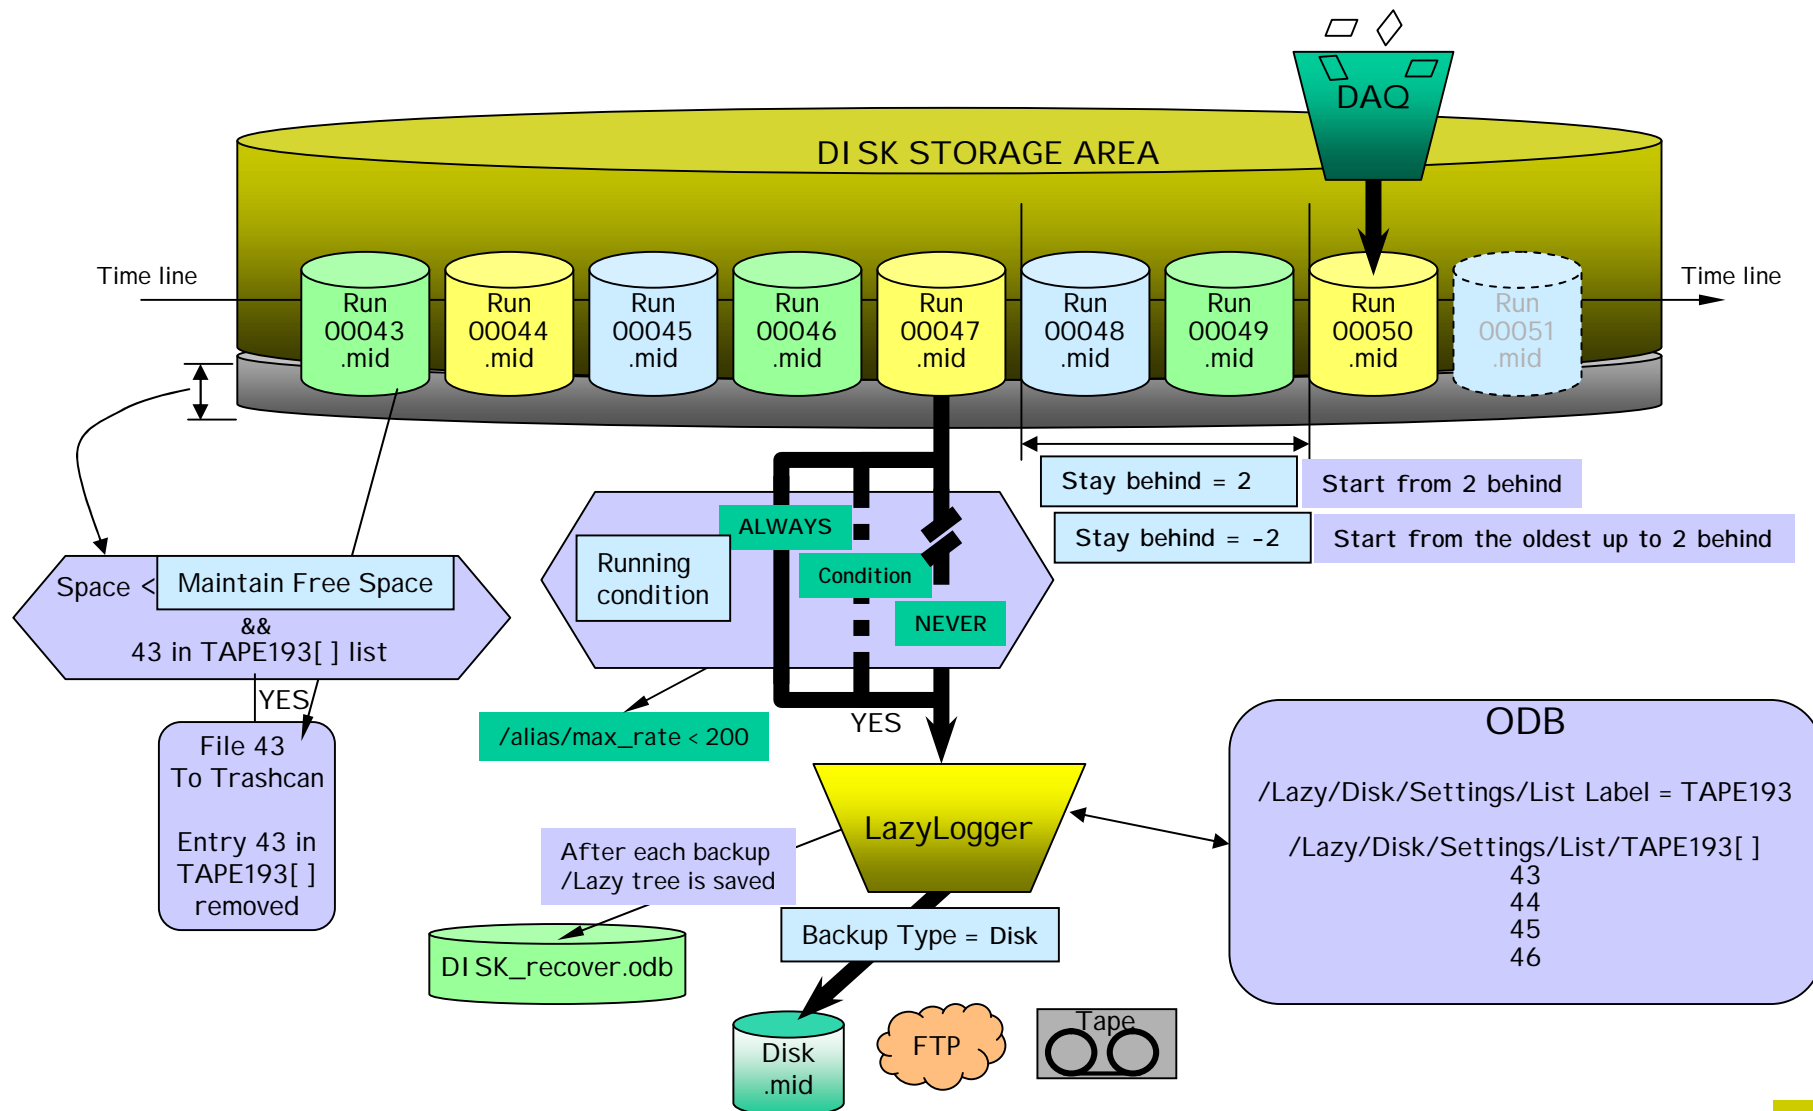 DAQ
DISK STORAGE AREA
Time line
Time line
Run
00043
.mid
Run
00044
.mid
Run
00045
.mid
Run
00046
.mid
Run
00047
.mid
Run
00048
.mid
Run
00049
.mid
Run
00050
.mid
Run
00051
.mid
Stay behind = 2
Start from 2 behind
Stay behind = -2
Start from the oldest up to 2 behind
ALWAYS
Running
condition
Condition
NEVER
Space <
Maintain Free Space
&&
43 in TAPE193[ ] list
YES
File 43
To Trashcan
Entry 43 in
TAPE193[ ]
removed
/alias/max_rate < 200
YES
LazyLogger
After each backup
/Lazy tree is saved
DISK_recover.odb
Backup Type = Disk
Disk
.mid
FTP
Tape
ODB
/Lazy/Disk/Settings/List Label = TAPE193
/Lazy/Disk/Settings/List/TAPE193[ ]
43
44
45
46